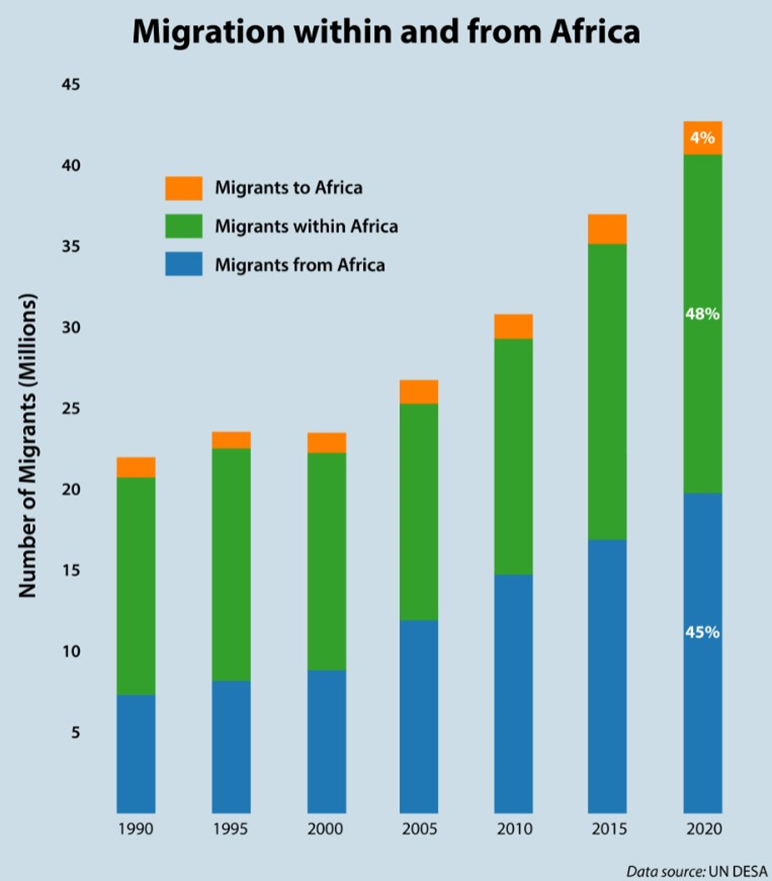 Migration within and from Africa
45
40
35
30
25
20
15
10
5
Number of Migrants (Millions)
Migrants to Africa
Migrants within Africa
Migrants from Africa
4%
48%
45%
1990 1995 2000 2005 2010 2015 2020
Data source: UN DESA